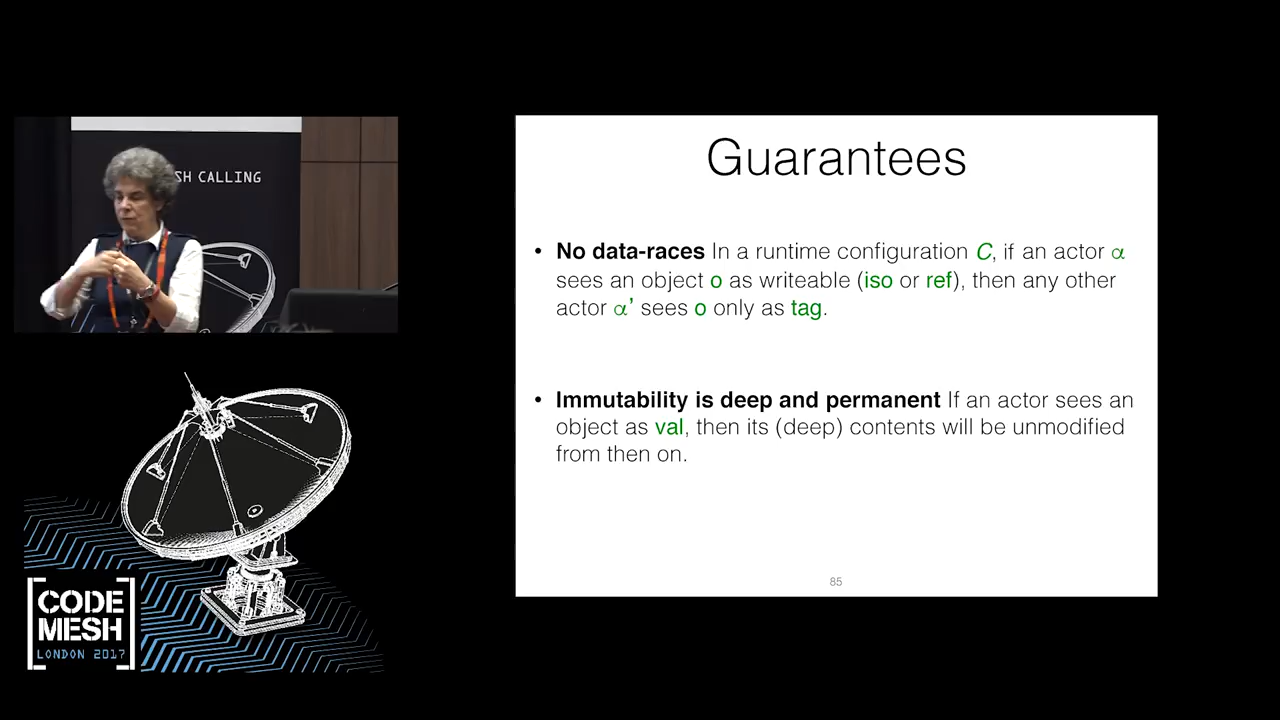 SH CALLING
Guarantees
• No data-races In a runtime configuration C, if an actor α
sees an object o as writeable (iso or ref), then any other
actor α’ sees o only as tag.
• Immutability is deep and permanent If an actor sees an
object as val, then its (deep) contents will be unmodified
from then on.
85
CODE
MESH
LONDON 2017